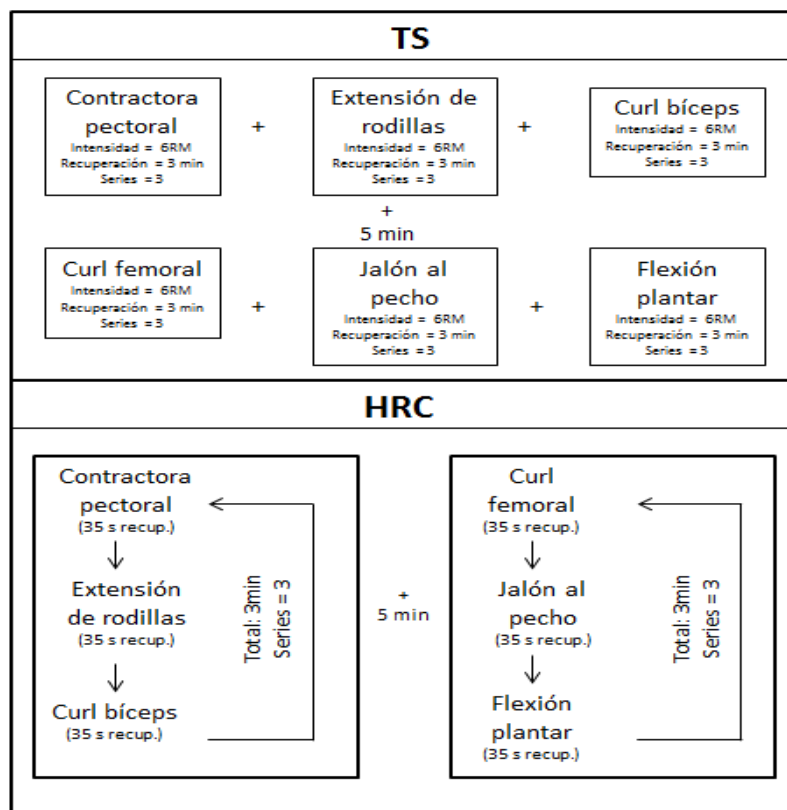 TS
Contractora
pectoral
Intensidad = 6RM
Recuperación = 3 min
Series = 3
+
Extensión de
rodillas
Intensidad = 6RM
Recuperación = 3 min
Series = 3
+
Curl bíceps
Intensidad = 6RM
Recuperación = 3 min
Series = 3
+
5 min
Curl femoral
Intensidad = 6RM
Recuperación = 3 min
Series = 3
+
Jalón al
pecho
Intensidad = 6RM
Recuperación = 3 min
Series = 3
+
Flexión
plantar
Intensidad = 6RM
Recuperación = 3 min
Series = 3
HRC
Contractora
pectoral
(35 s recup.)
Extensión
de rodillas
(35 s recup.)
Curl bíceps
(35 s recup.)
Total: 3min
Series = 3
+
5 min
Curl
femoral
(35 s recup.)
Jalón al
pecho
(35 s recup.)
Flexión
plantar
(35 s recup.)
Total: 3min
Series = 3